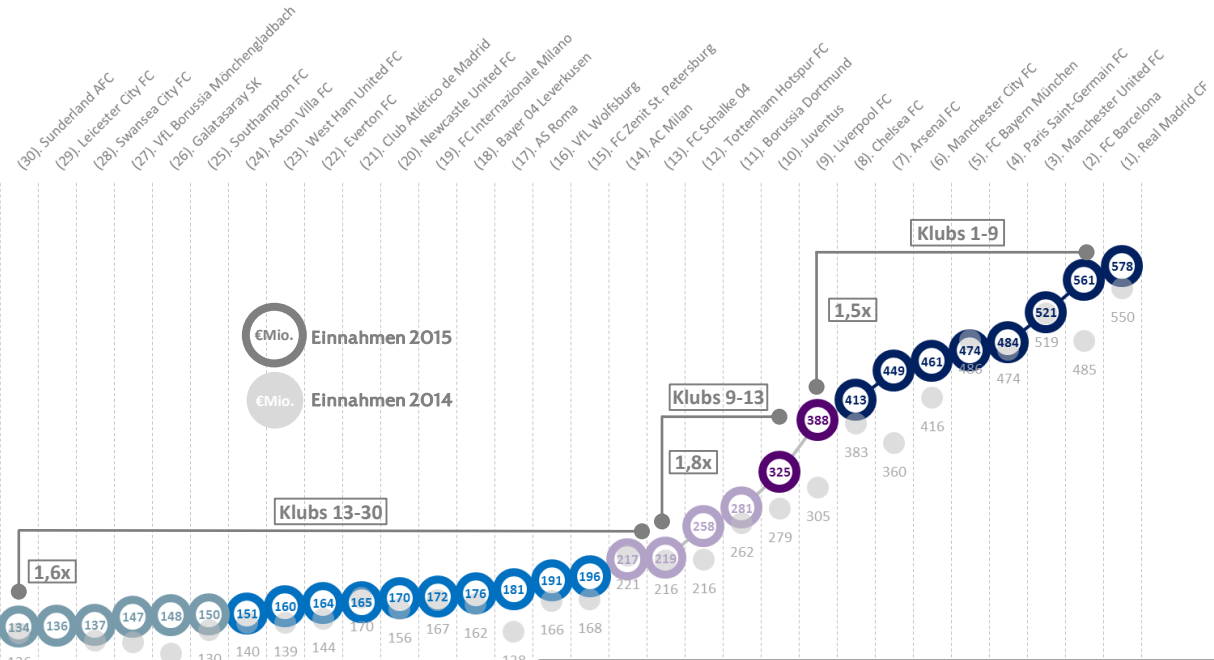 (30). Sunderland AFC
(29). Leicester City FC
(28). Swansea City FC
(27). VfL Borussia Mönchengladbach
(26). Galatasaray SK
(25). Southampton FC
(24). Aston Villa FC
(23). West Ham United FC
(22). Everton FC
(21). Club Atlético de Madrid
(20). Newcastle United FC
(19). FC Internazionale Milano
(18). Bayer 04 Leverkusen
(17). AS Roma
(16). VfL Wolfsburg
(15). FC Zenit St. Petersburg
(14). AC Milan
(13). FC Schalke 04
(12). Tottenham Hotspur FC
(11). Borussia Dortmund
(10). Juventus
(9). Liverpool FC
(8). Chelsea FC
(7). Arsenal FC
(6). Manchester City FC
(5). FC Bayern München
(4). Paris Saint-Germain FC
(3). Manchester United FC
(2). FC Barcelona
(1). Real Madrid CF
Klubs 1-9
1,5x
€Mio.
Einnahmen 2015
€Mio.
Einnahmen 2014
Klubs 9-13
1,8x
Klubs 13-30
1,6x
134
136
137
147
148
150
151
160
164
165
170
172
176
181
191
196
217
219
258
281
325
388
413
449
461
474
484
521
561
578
130
140
139
144
170
156
167
162
166
168
221
216
216
262
279
305
383
360
416
486
474
519
485
550